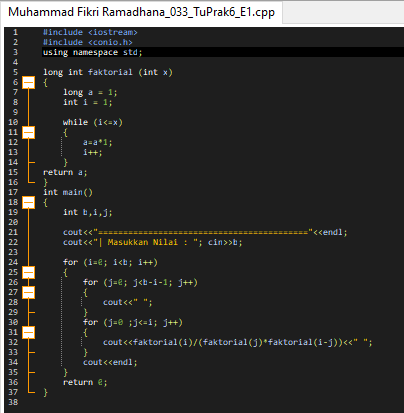 Muhammad Fikri Ramadhana_033_TuPrak6_E1.cpp
1 #include <iostream>
2 #include <conio.h>
3 using namespace std;
4
5 long int faktorial (int x)
6 {
7 long a = 1;
8 int i = 1;
9
10 while (i<=x)
11 {
12 a=a*1;
13 i++;
14 }
15 return a;
16 }
17 int main()
18 {
19 int b,i,j;
20
21 cout<<"======================================"<<endl;
22 cout<<"| Masukkan Nilai : "; cin>>b;
23
24 for (i=0; i<b; i++)
25 {
26 for (j=0; j<b-i-1; j++)
27 {
28 cout<<" ";
29 }
30 for (j=0 ;j<=i; j++)
31 {
32 cout<<faktorial(i)/(faktorial(j)*faktorial(i-j))<<" ";
33 }
34 cout<<endl;
35 }
36 return 0;
37 }
38